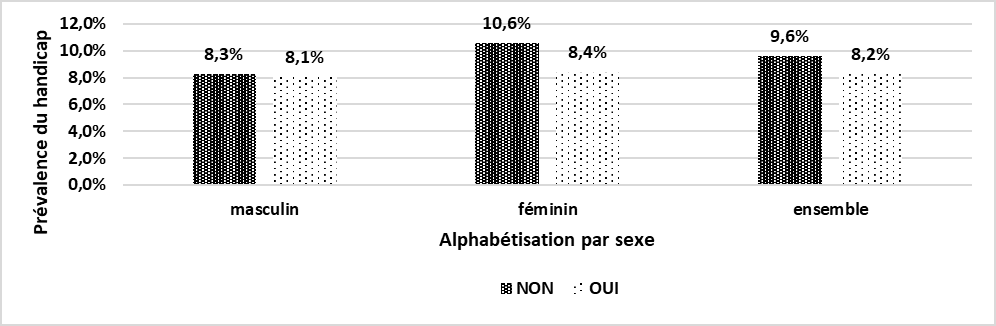 Prévalence du handicap
12,0%
10,0%
8,0%
6,0%
4,0%
2,0%
0,0%
8,3%
8,1%
10,6%
8,4%
9,6%
8,2%
masculin
féminin
ensemble
Alphabétisation par sexe
NON
OUI